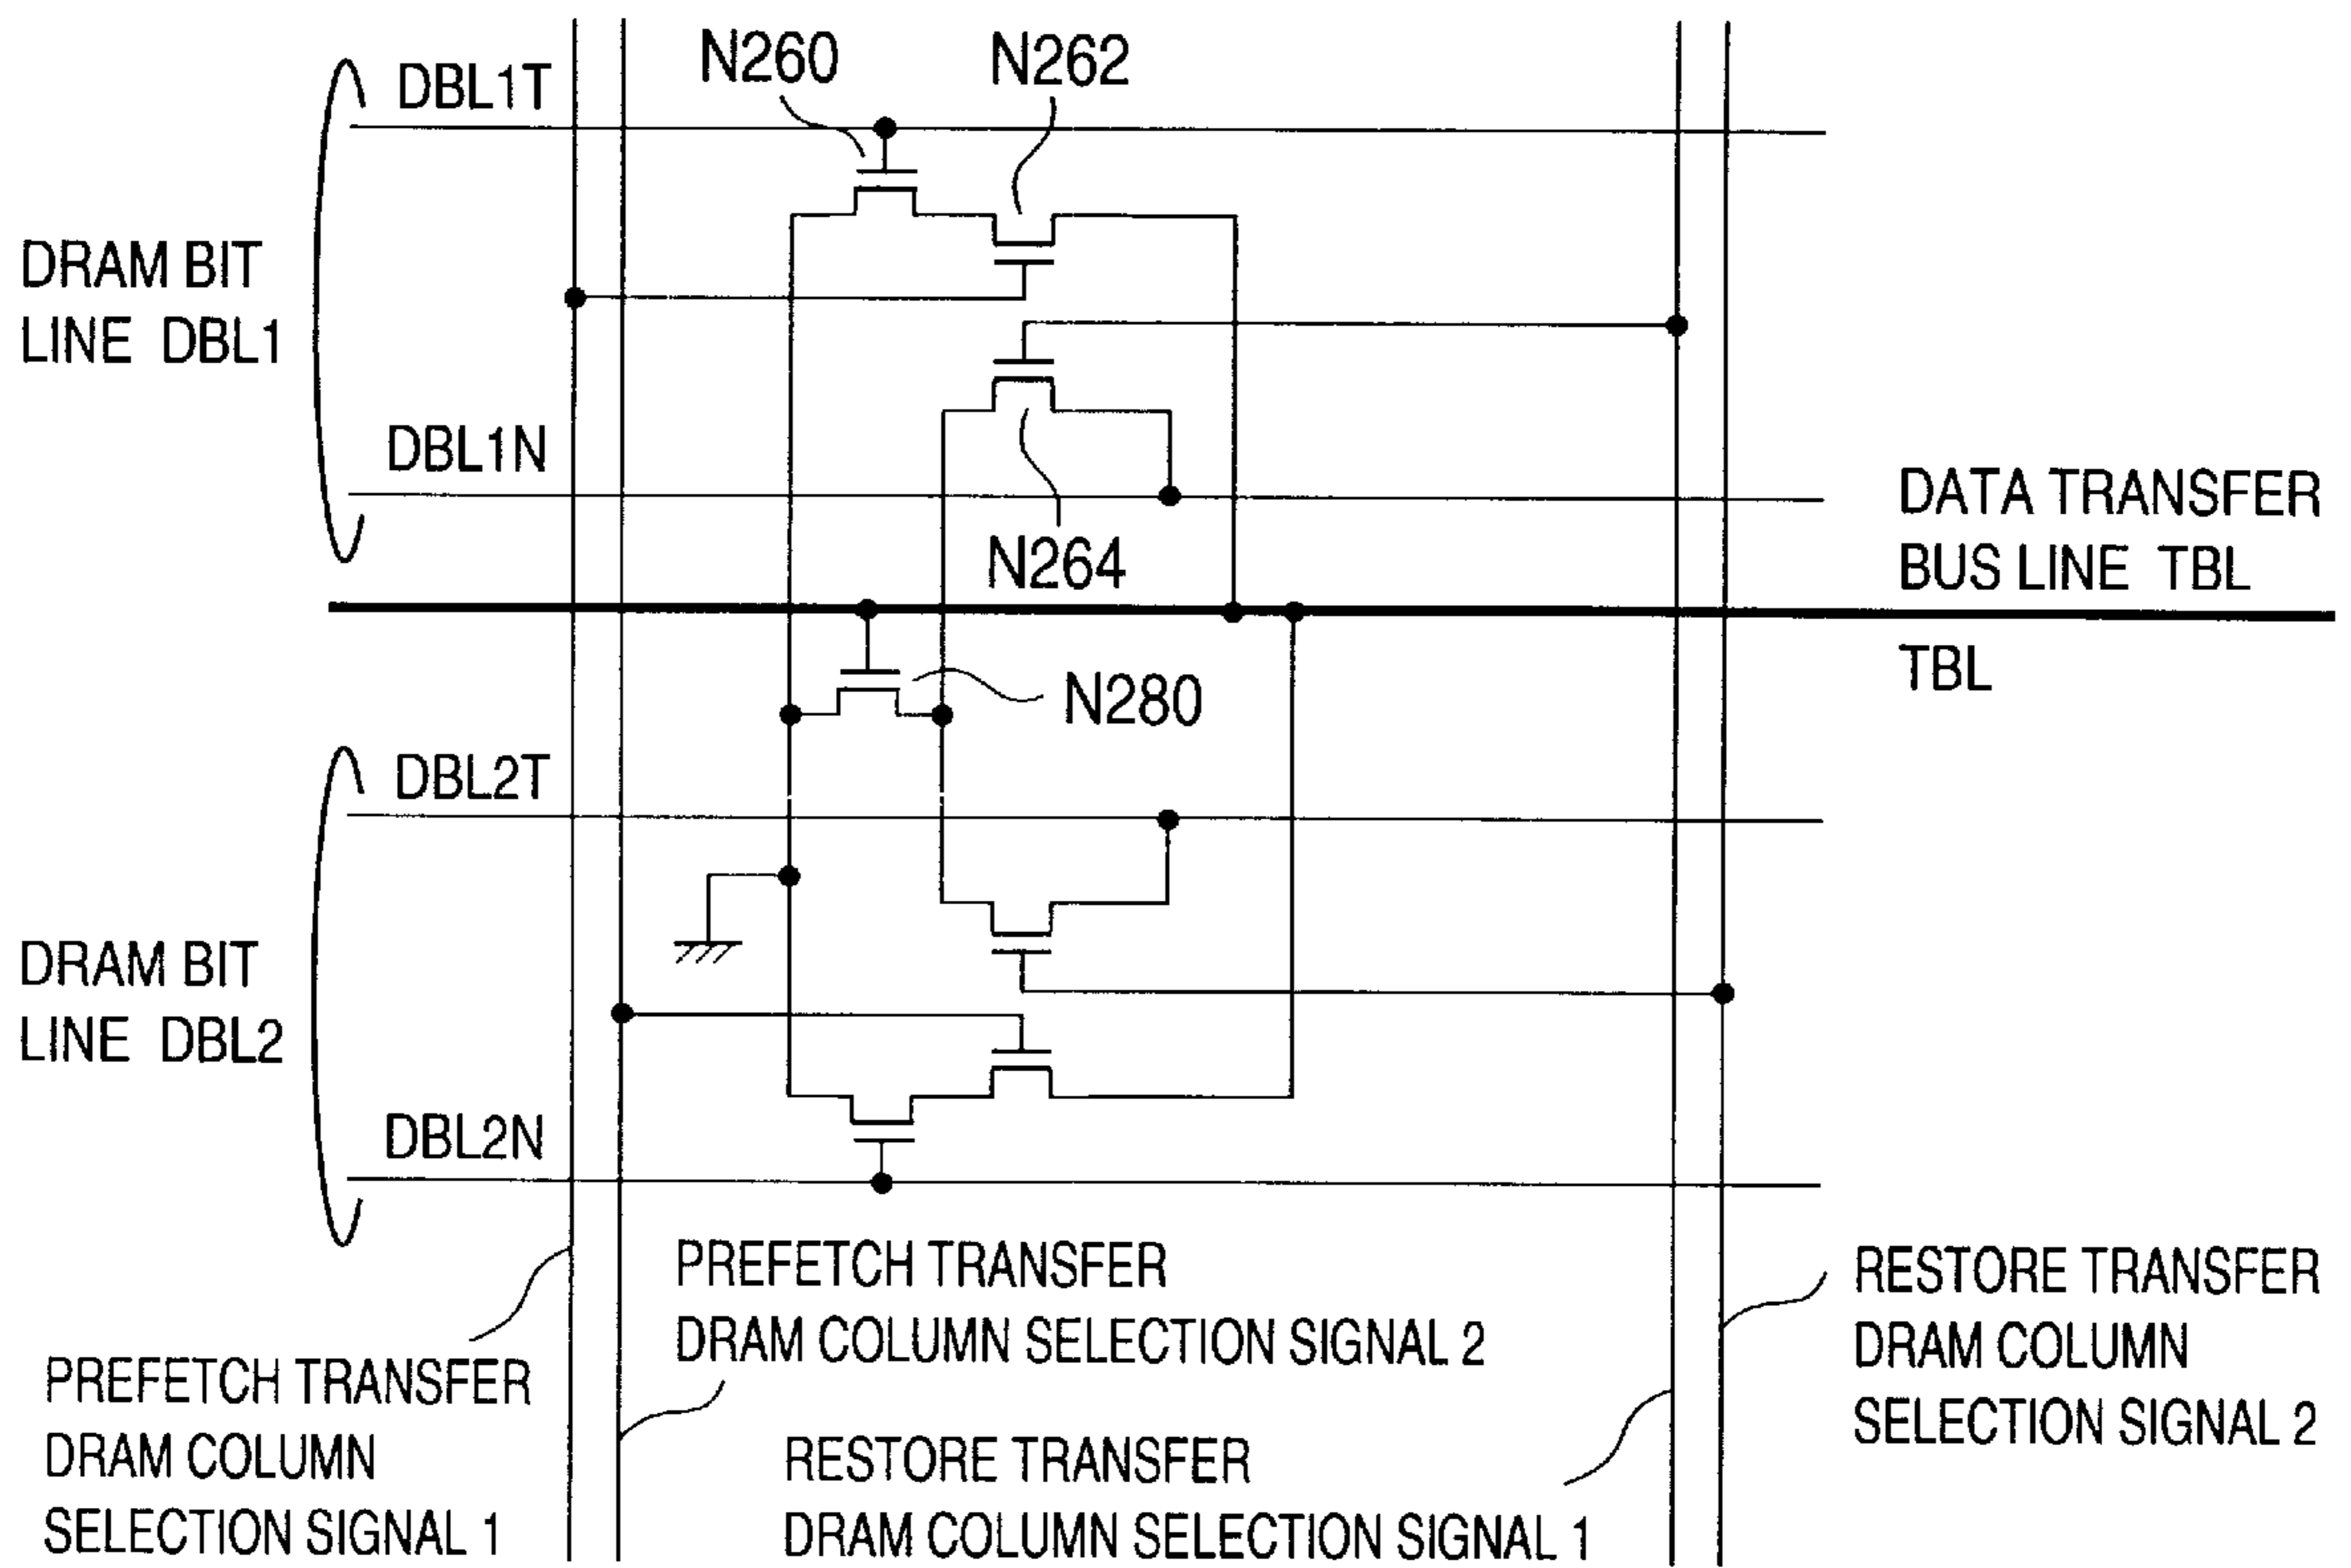 N260
N262
DBL1T
DRAM BIT
LINE DBL1
DBL1N
N264
DATA TRANSFER
BUS LINE TBL
TBL
N280
DBL2T
DRAM BIT
LINE DBL2
DBL2N
PREFETCH TRANSFER
DRAM COLUMN SELECTION SIGNAL 2
RESTORE TRANSFER
DRAM COLUMN
SELECTION SIGNAL 2
PREFETCH TRANSFER
DRAM COLUMN
SELECTION SIGNAL 1
RESTORE TRANSFER
DRAM COLUMN SELECTION SIGNAL 1